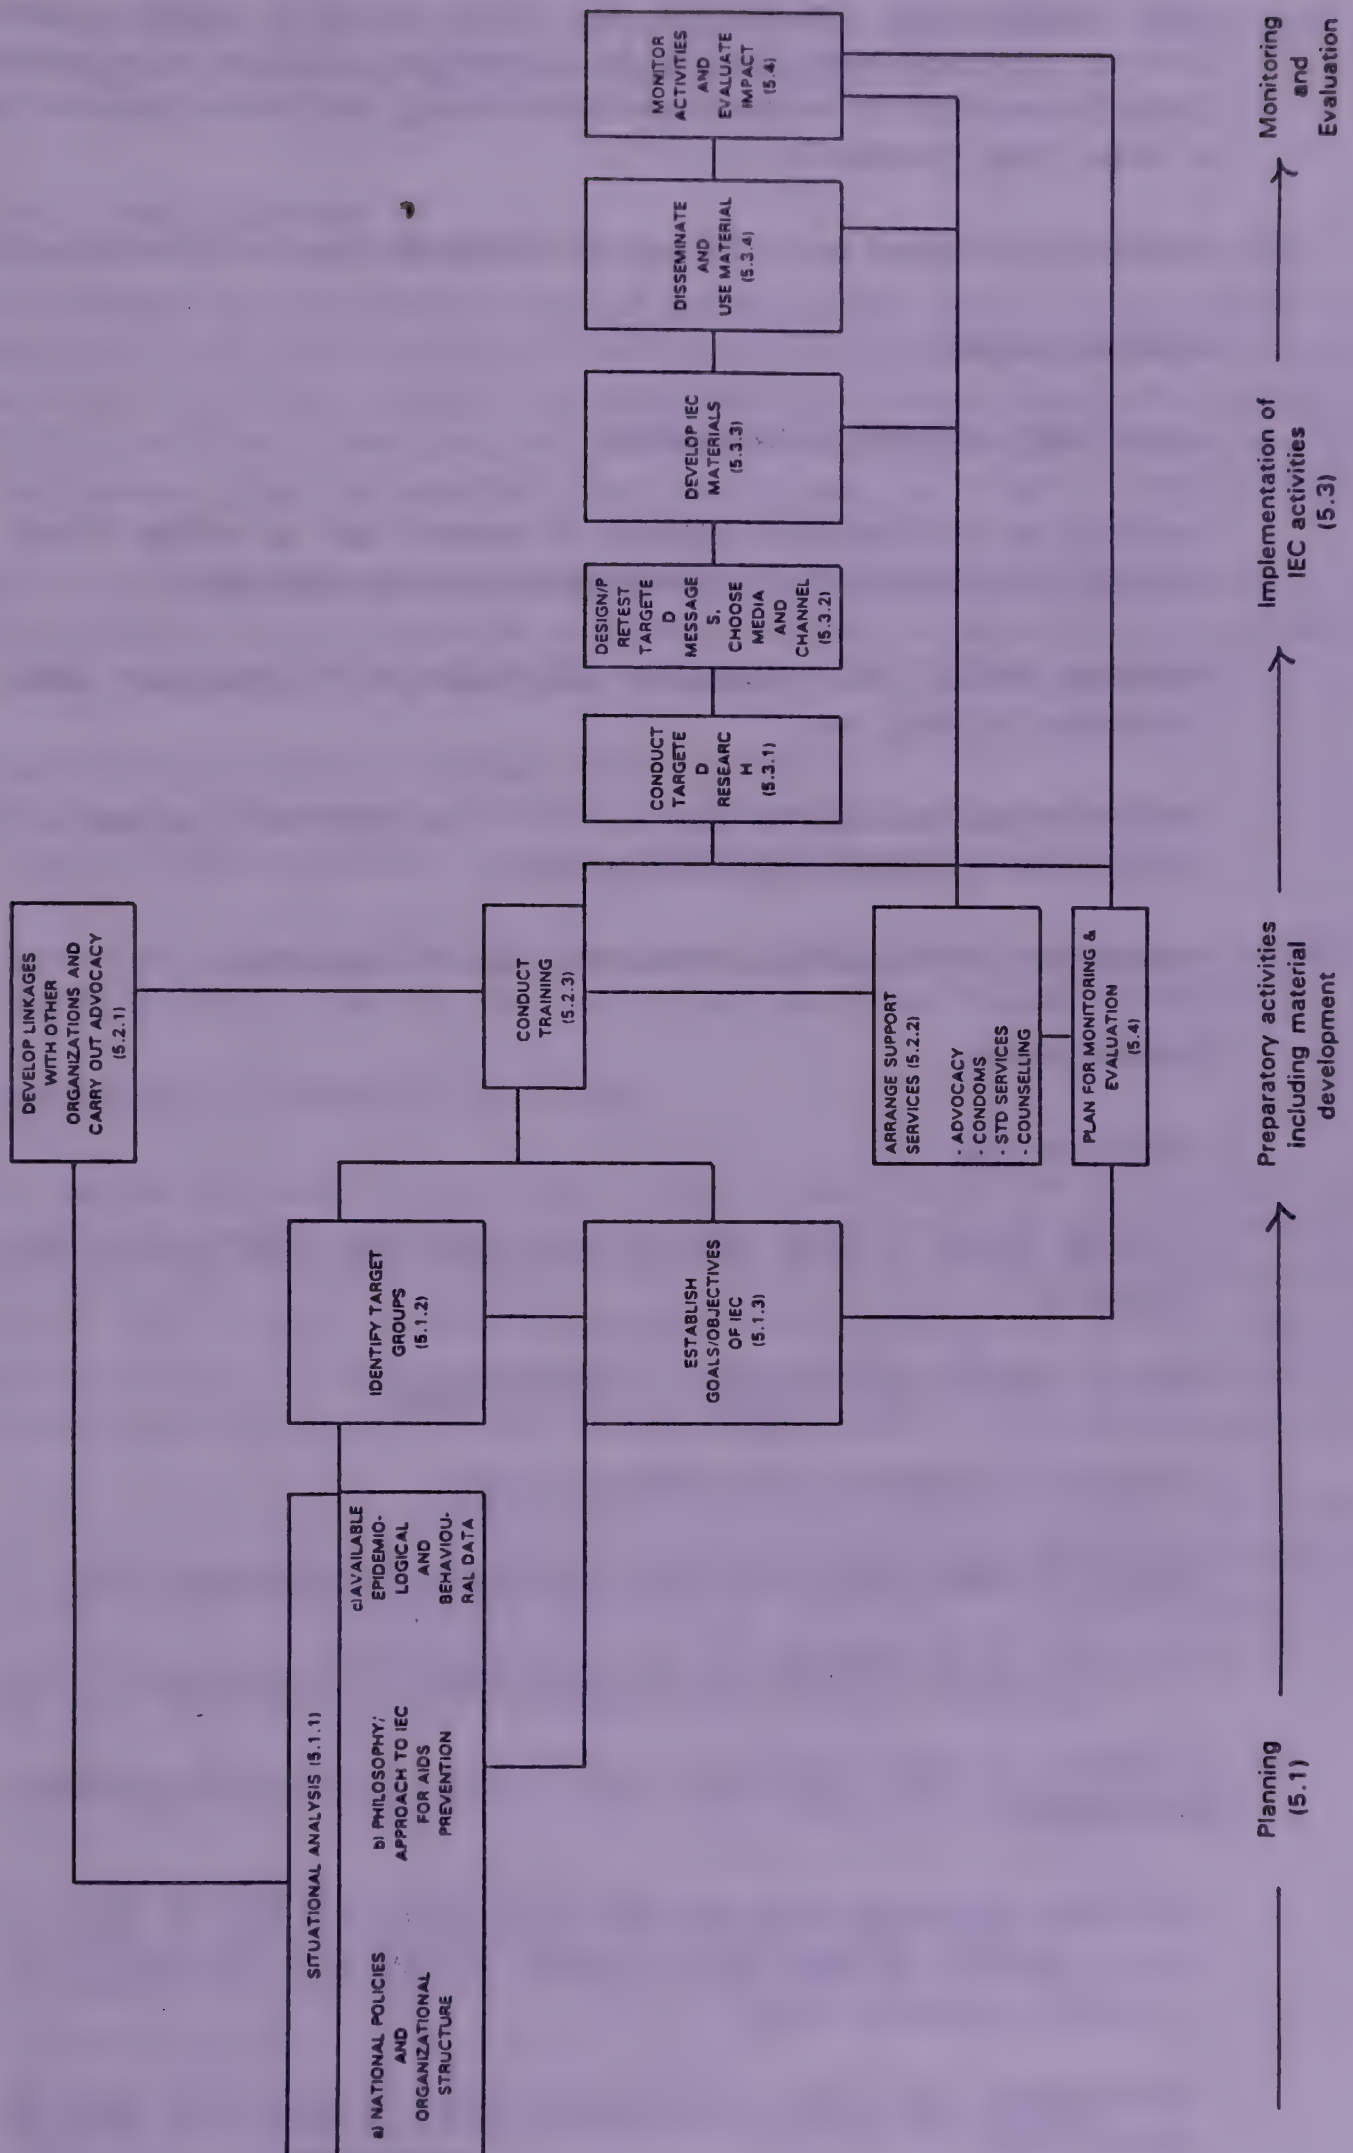 SITUATIONAL ANALYSIS (5.1.1)
a) NATIONAL POLICIES
AND
ORGANIZATIONAL
STRUCTURE
b) PHILOSOPHY;
APPROACH TO IEC
FOR AIDS
PREVENTION
c) AVAILABLE
EPIDEMIO-
LOGICAL
AND
BEHAVIOU-
RAL DATA
IDENTIFY TARGET
GROUPS
(5.1.2)
ESTABLISH
GOALS/OBJECTIVES
OF IEC
(5.1.3)
DEVELOP LINKAGES
WITH OTHER
ORGANIZATIONS AND
CARRY OUT ADVOCACY
(5.2.1)
CONDUCT
TRAINING
(5.2.3)
ARRANGE SUPPORT
SERVICES (5.2.2)
- ADVOCACY
- CONDOMS
- STD SERVICES
- COUNSELLING
PLAN FOR MONITORING &
EVALUATION
(5.4)
CONDUCT
TARGETE
D
RESEARC
H
(5.3.1)
DESIGN/P
RETEST
TARGETE
D
MESSAGE
S,
CHOOSE
MEDIA
AND
CHANNEL
(5.3.2)
DEVELOP IEC
MATERIALS
(5.3.3)
DISSEMINATE
AND
USE MATERIAL
(5.3.4)
MONITOR
ACTIVITIES
AND
EVALUATE
IMPACT
(5.4)
Planning
(5.1)
Preparatory activities
including material
development
Implementation of
IEC activities
(5.3)
Monitoring
and
Evaluation